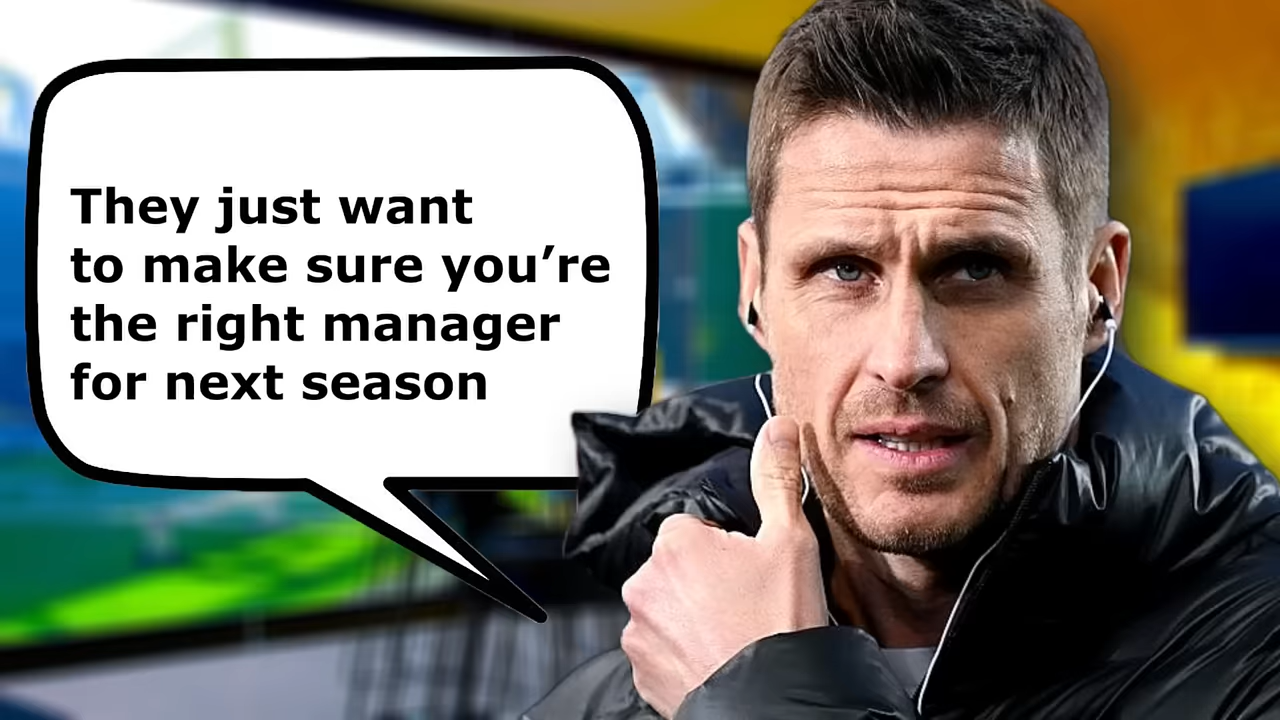 They just want
to make sure you’re
the right manager
for next season